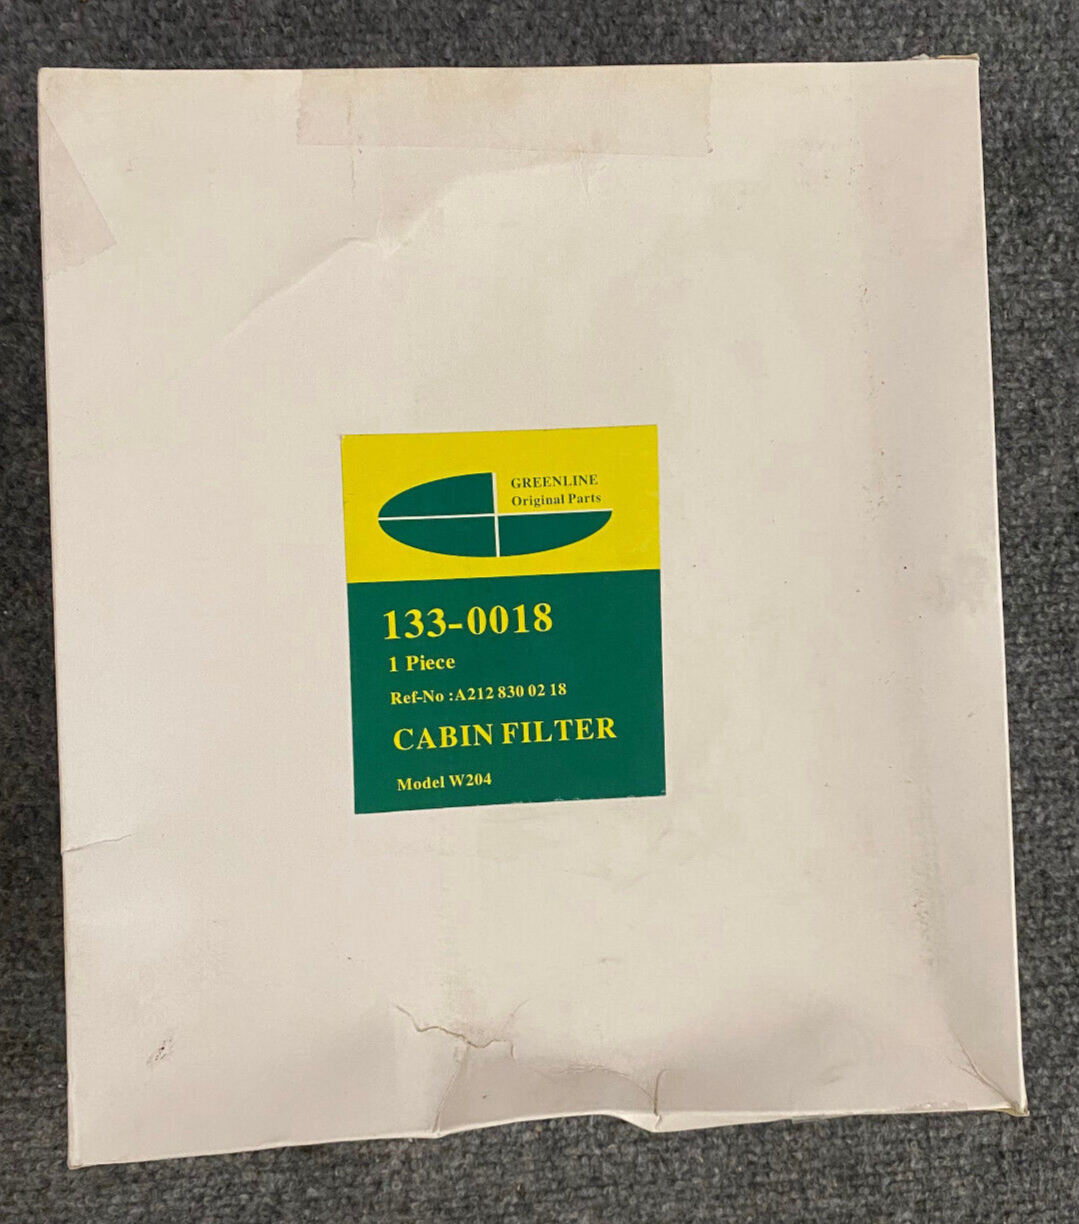 GREENLINE
Original Parts
133-0018
1 Piece
Ref-No :A212 830 02 18
CABIN FILTER
Model W204